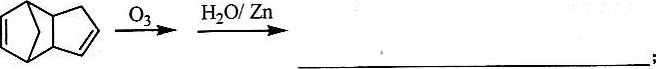 O₃ H₂O/ Zn ;